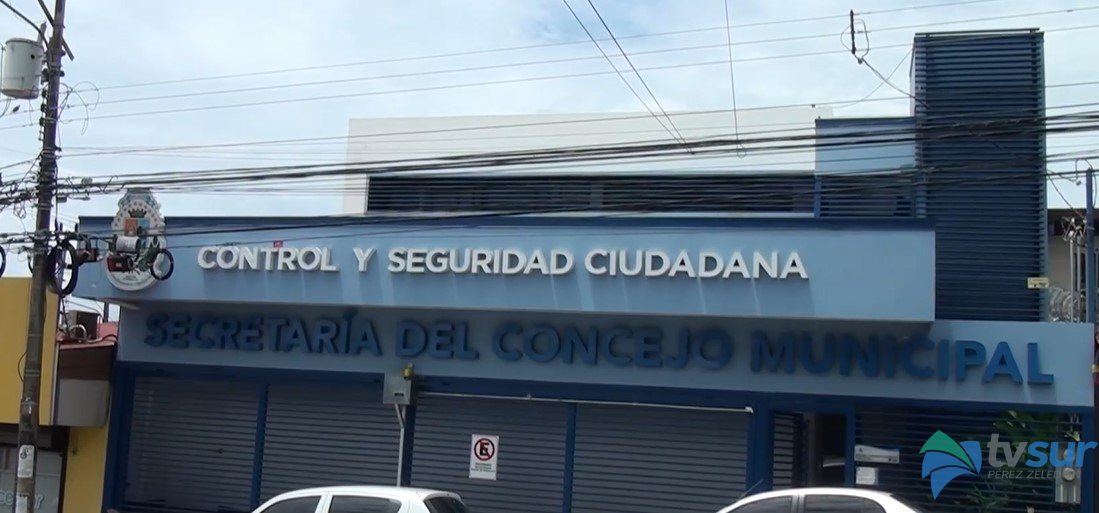 CONTROL Y SEGURIDAD CIUDADANA
SECRETARÍA DEL CONCEJO MUNICIPAL
E
tvsur
PÉREZ ZELEDÓN